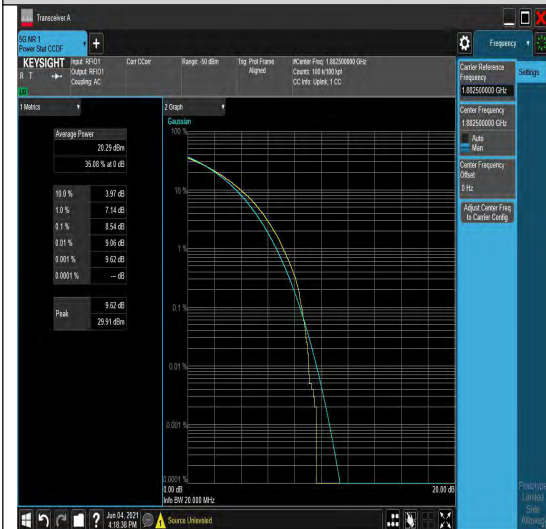 Transceiver A
5G NR 1
Power Stat CCDF
Frequency
KEYSIGHT
R T
Input: RFIO1
Output: RFIO1
Coupling: AC
Corr CCorr
Range: -50 dBm
Trig: Prot Frame
Aligned
#Center Freq: 1.882500000 GHz
Counts: 100 k/100 kpt
CC Info: Uplink, 1 CC
1 Metrics
Average Power
20.29 dBm
35.08 % at 0 dB
10.0 % 3.97 dB
1.0 % 7.14 dB
0.1 % 8.54 dB
0.01 % 9.06 dB
0.001 % 9.62 dB
0.0001 % --- dB
Peak
9.62 dB
29.91 dBm
2 Graph
Gaussian
100 %
10 %
1 %
0.1 %
0.01 %
0.001 %
0.0001 %
0.00 dB
20.00 dB
Info BW 20.000 MHz
Carrier Reference
Frequency
1.882500000 GHz
Settings
Center Frequency
1.882500000 GHz
Auto
Man
Center Frequency
Offset
0 Hz
Adjust Center Freq
to Carrier Config
Limited
Sale
Allowed
Jun 04, 2021
4:18:38 PM
Source Unleveled